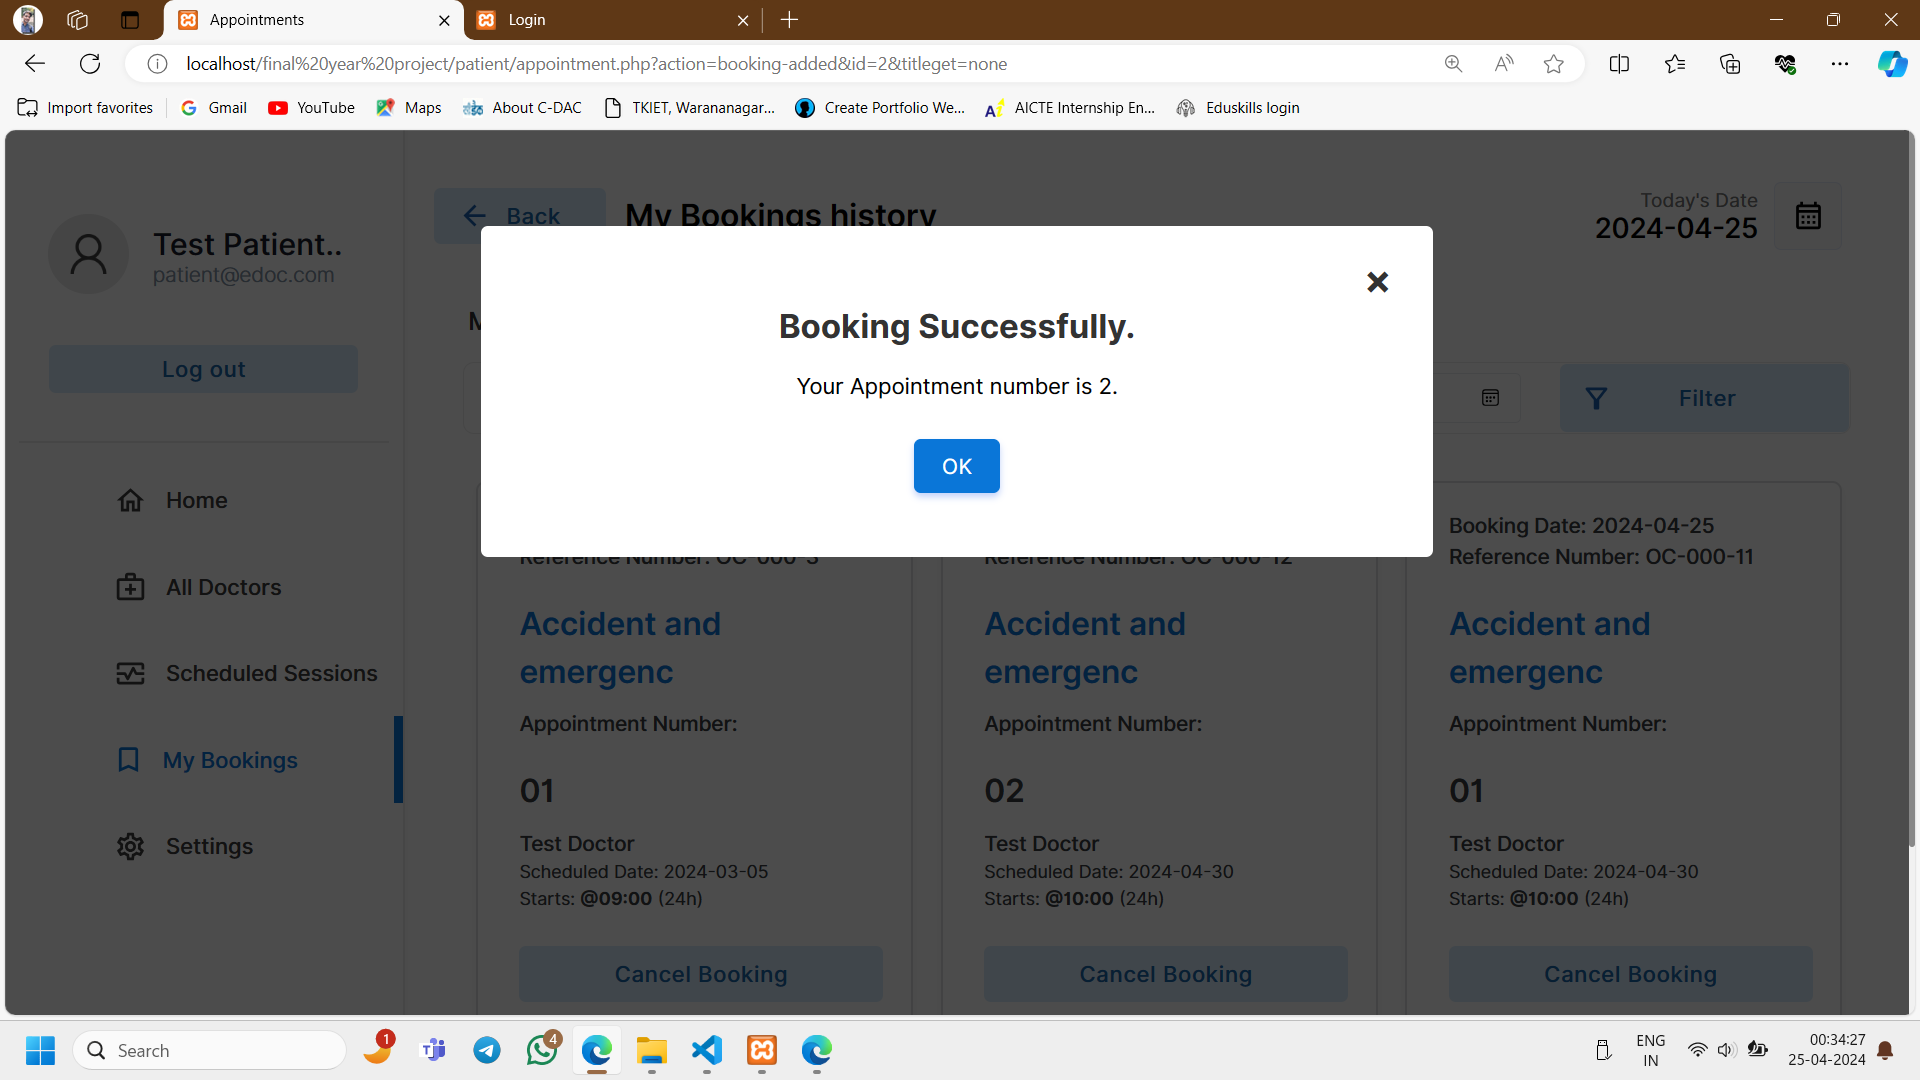 Appointments
Login
localhost/final%20year%20project/patient/appointment.php?action=booking-added&id=2&titleget=none
Import favorites
Gmail
YouTube
Maps
About C-DAC
TKIET, Warananagar...
Create Portfolio We...
AICTE Internship En...
Eduskills login
Test Patient..
patient@edoc.com
Log out
Home
All Doctors
Scheduled Sessions
My Bookings
Settings
Back
My Bookings history
Today's Date
2024-04-25
Filter
Booking Successfully.
Your Appointment number is 2.
OK
Reference Number: OC-000-3
Accident and
emergenc
Appointment Number:
01
Test Doctor
Scheduled Date: 2024-03-05
Starts: @09:00 (24h)
Cancel Booking
Reference Number: OC-000-12
Accident and
emergenc
Appointment Number:
02
Test Doctor
Scheduled Date: 2024-04-30
Starts: @10:00 (24h)
Cancel Booking
Booking Date: 2024-04-25
Reference Number: OC-000-11
Accident and
emergenc
Appointment Number:
01
Test Doctor
Scheduled Date: 2024-04-30
Starts: @10:00 (24h)
Cancel Booking
Search
1
4
ENG
IN
00:34:27
25-04-2024